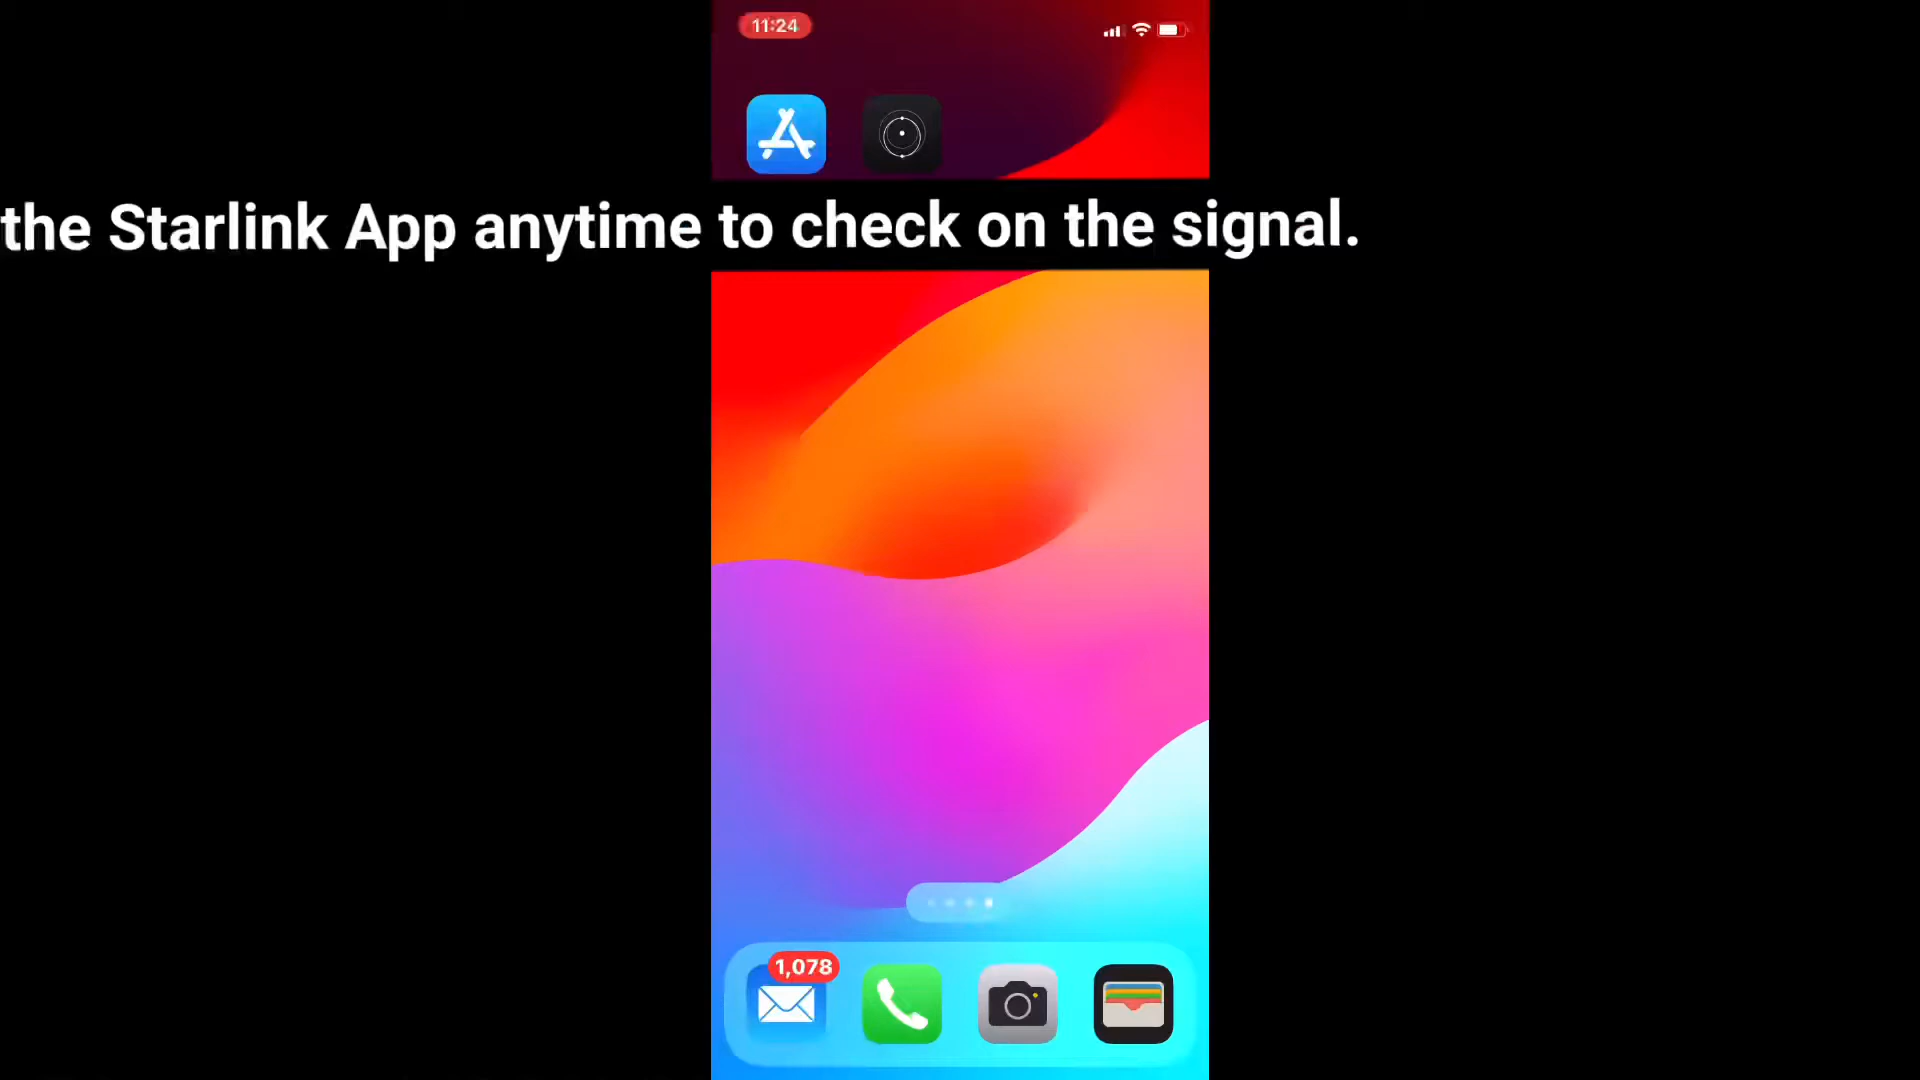 11:24
the Starlink App anytime to check on the signal.
1,078